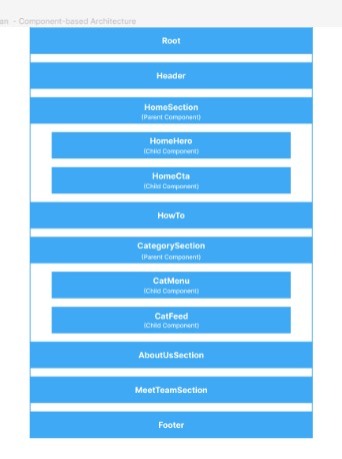 an - Component-based Architecture
Root
Header
HomeSection
(Parent Component)
HomeHero
(Child Component)
HomeCta
(Child Component)
HowTo
CategorySection
(Parent Component)
CatMenu
(Child Component)
CatFeed
(Child Component)
AboutUsSection
MeetTeamSection
Footer